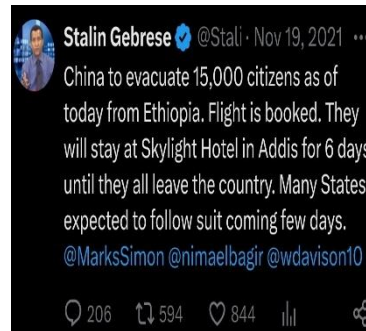 Stalin Gebrese @Stali · Nov 19, 2021 ...
China to evacuate 15,000 citizens as of
today from Ethiopia. Flight is booked. They
will stay at Skylight Hotel in Addis for 6 days
until they all leave the country. Many States
expected to follow suit coming few days.
@MarksSimon @nimaelbagir @wdavison10
206 594 844